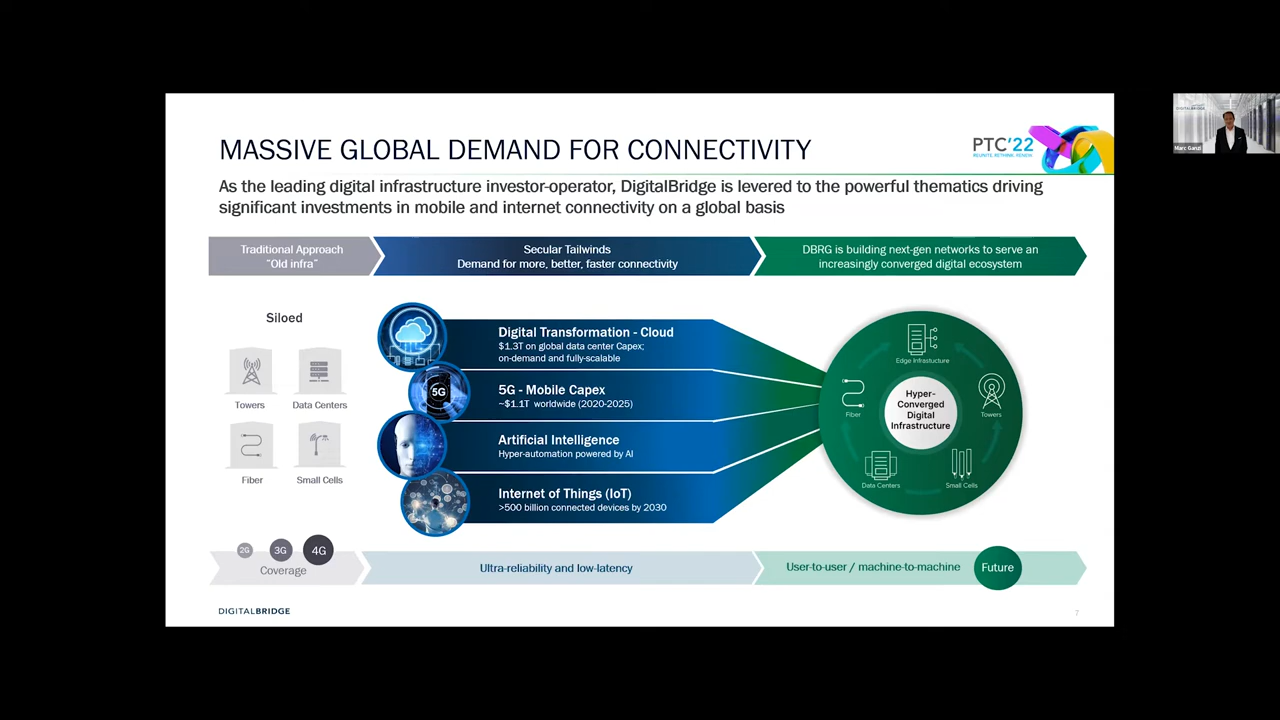 MASSIVE GLOBAL DEMAND FOR CONNECTIVITY
PTC'22
REUNITE. RETHINK. RENEW.
As the leading digital infrastructure investor-operator, DigitalBridge is levered to the powerful thematics driving
significant investments in mobile and internet connectivity on a global basis
Traditional Approach
"Old infra"
Secular Tailwinds
Demand for more, better, faster connectivity
DBRG is building next-gen networks to serve an
increasingly converged digital ecosystem
Siloed
Towers
Data Centers
Fiber
Small Cells
Digital Transformation - Cloud
$1.3T on global data center Capex;
on-demand and fully-scalable
5G
5G - Mobile Capex
~$1.1T worldwide (2020-2025)
Artificial Intelligence
Hyper-automation powered by AI
Internet of Things (IoT)
>500 billion connected devices by 2030
Edge Infrastucture
Fiber
Towers
Hyper-
Converged
Digital
Infrastructure
Data Centers
Small Cells
2G
3G
4G
Coverage
Ultra-reliability and low-latency
User-to-user / machine-to-machine
Future
DIGITALBRIDGE
7
DIGITALBRIDGE
Marc Ganzi